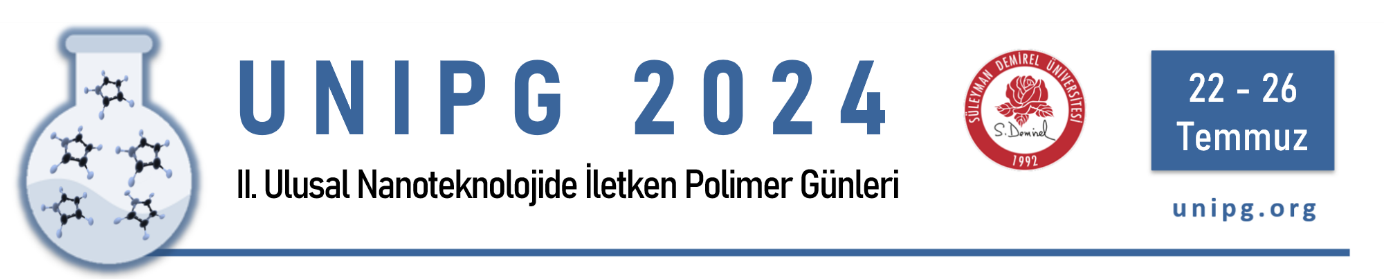 UNIPG 2024
II. Ulusal Nanoteknolojide İletken Polimer Günleri
SÜLEYMAN DEMİREL ÜNİVERSİTESİ
S. Demirel
1992
22 - 26
Temmuz
unipg.org